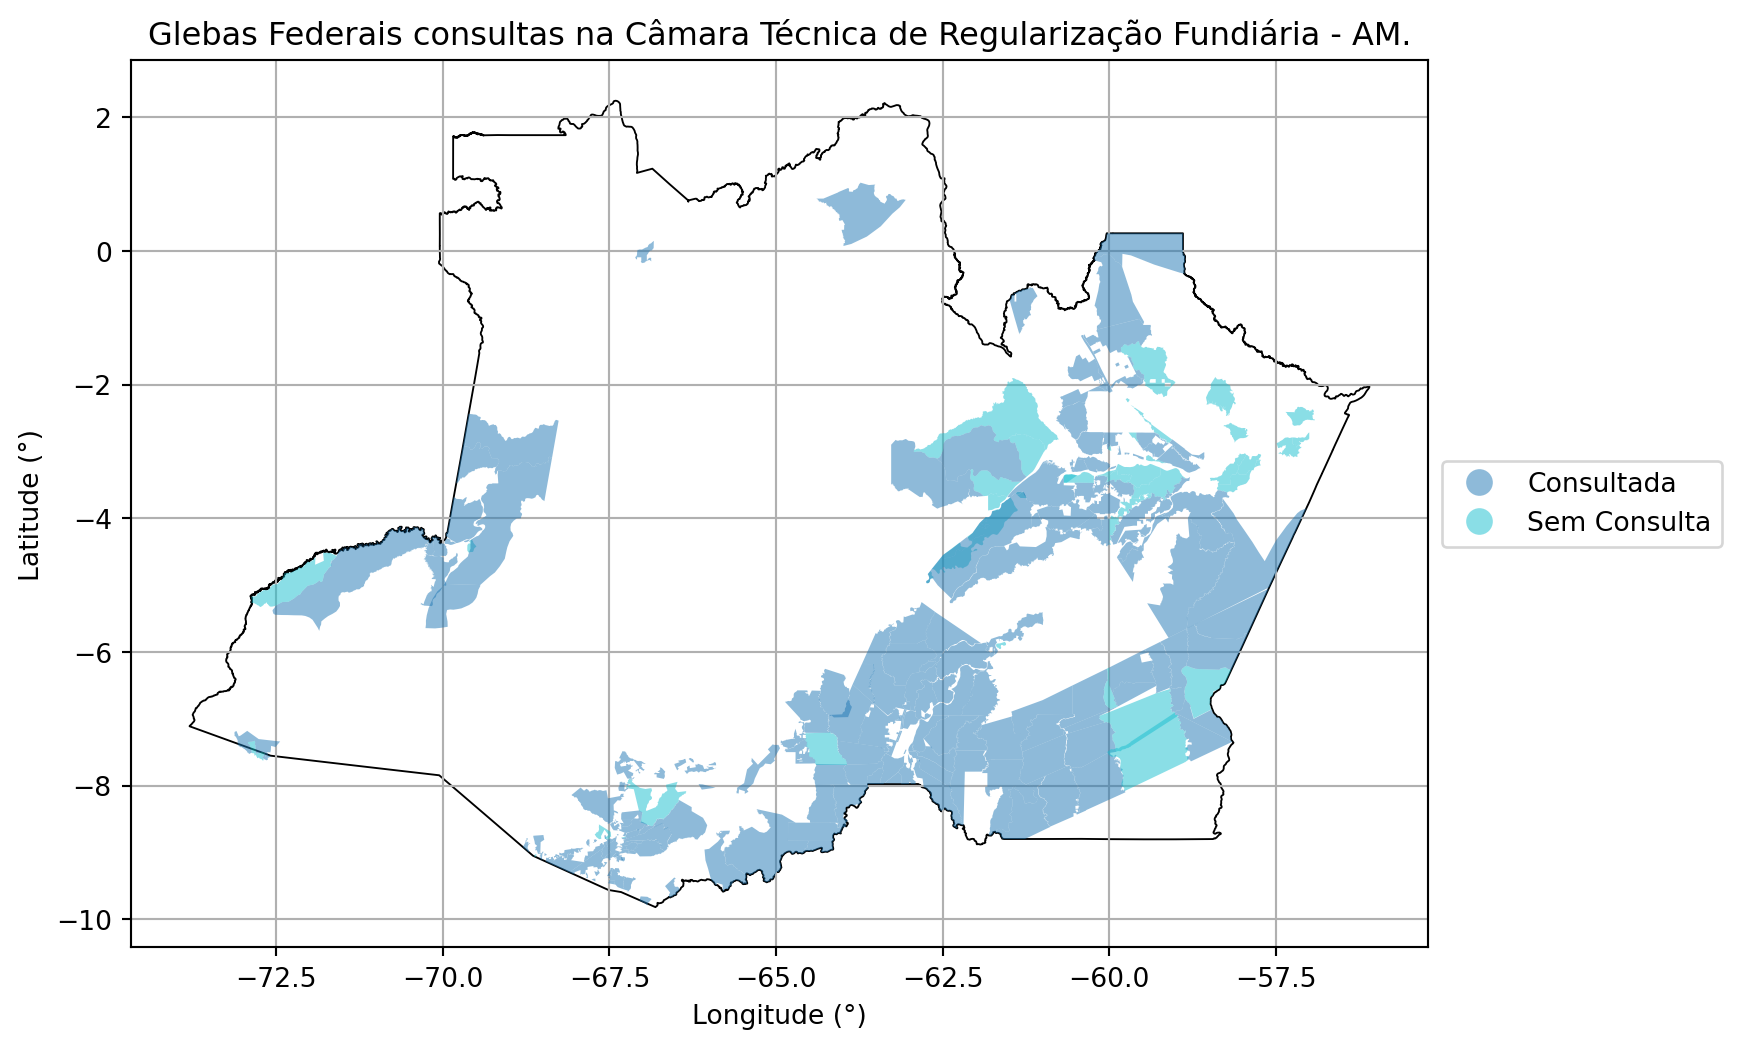 Glebas Federais consultas na Câmara Técnica de Regularização Fundiária - AM.
2
0
−2
−4
−6
−8
−10
Latitude (°)
−72.5 −70.0 −67.5 −65.0 −62.5 −60.0 −57.5
Longitude (°)
Consultada
Sem Consulta